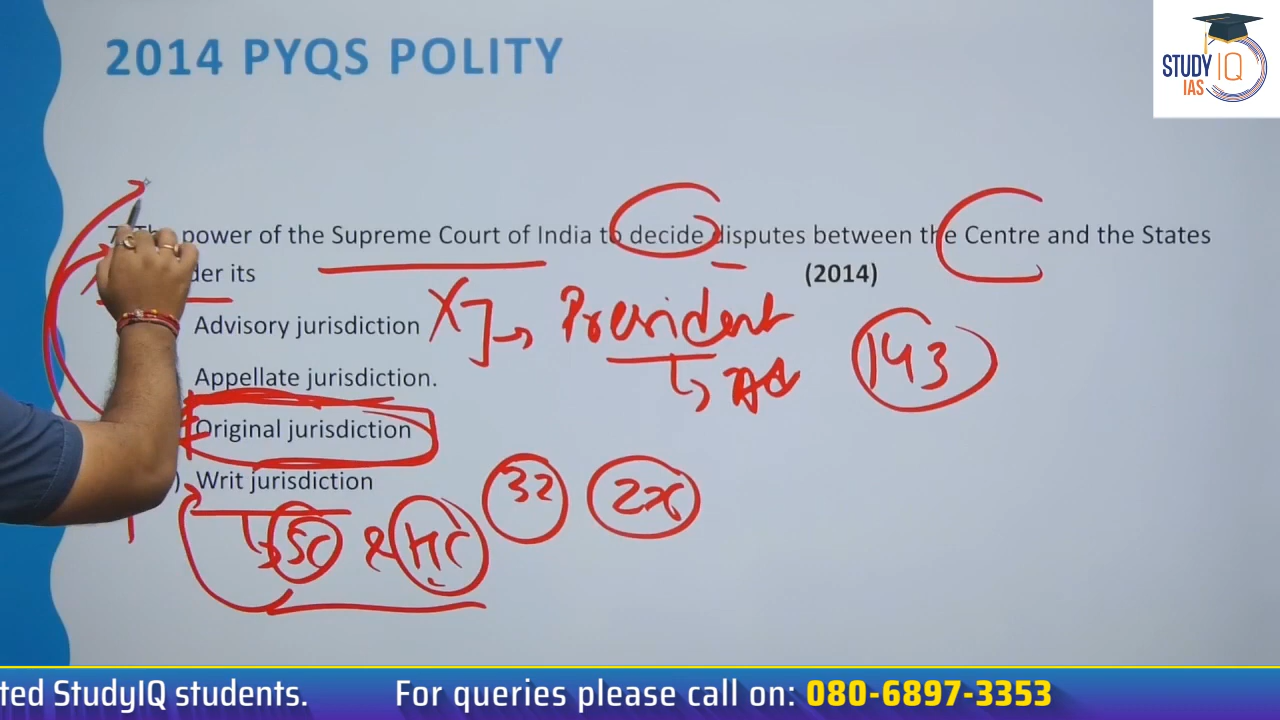 2014 PYQS POLITY
STUDY IQ
IAS
7. The power of the Supreme Court of India to decide disputes between the Centre and the States
der its (2014)
Advisory jurisdiction X ] → President
143
Appellate jurisdiction.
Original jurisdiction
) Writ jurisdiction
32
SC & HC
ted StudyIQ students. For queries please call on: 080-6897-3353